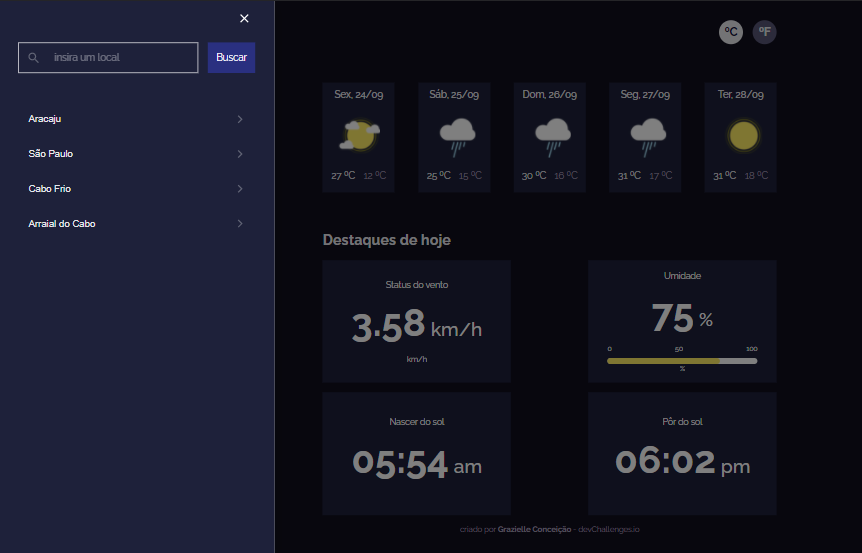 insira um local
Buscar
Aracaju
São Paulo
Cabo Frio
Arraial do Cabo
ºC ºF
Sex, 24/09 Sáb, 25/09 Dom, 26/09 Seg, 27/09 Ter, 28/09
27 ºC 12 ºC 25 ºC 15 ºC 30 ºC 16 ºC 31 ºC 17 ºC 31 ºC 18 ºC
Destaques de hoje
Status do vento
3.58 km/h
km/h
Umidade
75 %
0 50 100
%
Nascer do sol
05:54 am
Pôr do sol
06:02 pm
criado por Grazielle Conceição - devChallenges.io